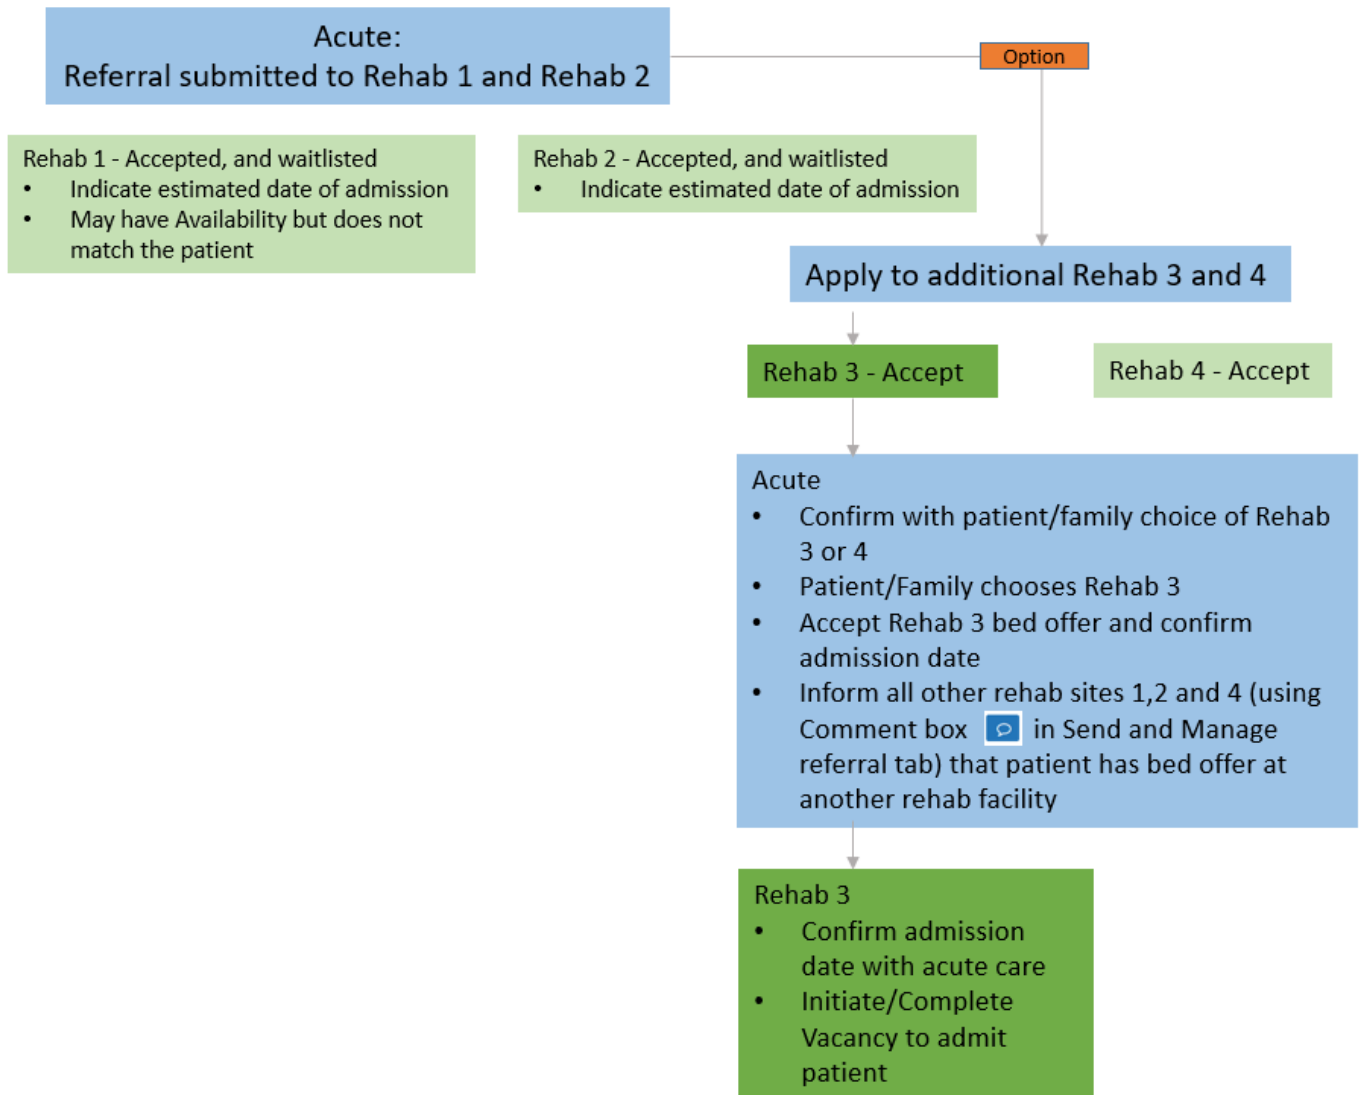 Acute:
Referral submitted to Rehab 1 and Rehab 2
Option
Rehab 1 - Accepted, and waitlisted
• Indicate estimated date of admission
• May have Availability but does not
match the patient
Rehab 2 - Accepted, and waitlisted
• Indicate estimated date of admission
Apply to additional Rehab 3 and 4
Rehab 3 - Accept
Rehab 4 - Accept
Acute
• Confirm with patient/family choice of Rehab
3 or 4
• Patient/Family chooses Rehab 3
• Accept Rehab 3 bed offer and confirm
admission date
• Inform all other rehab sites 1,2 and 4 (using
Comment box in Send and Manage
referral tab) that patient has bed offer at
another rehab facility
Rehab 3
• Confirm admission
date with acute care
• Initiate/Complete
Vacancy to admit
patient